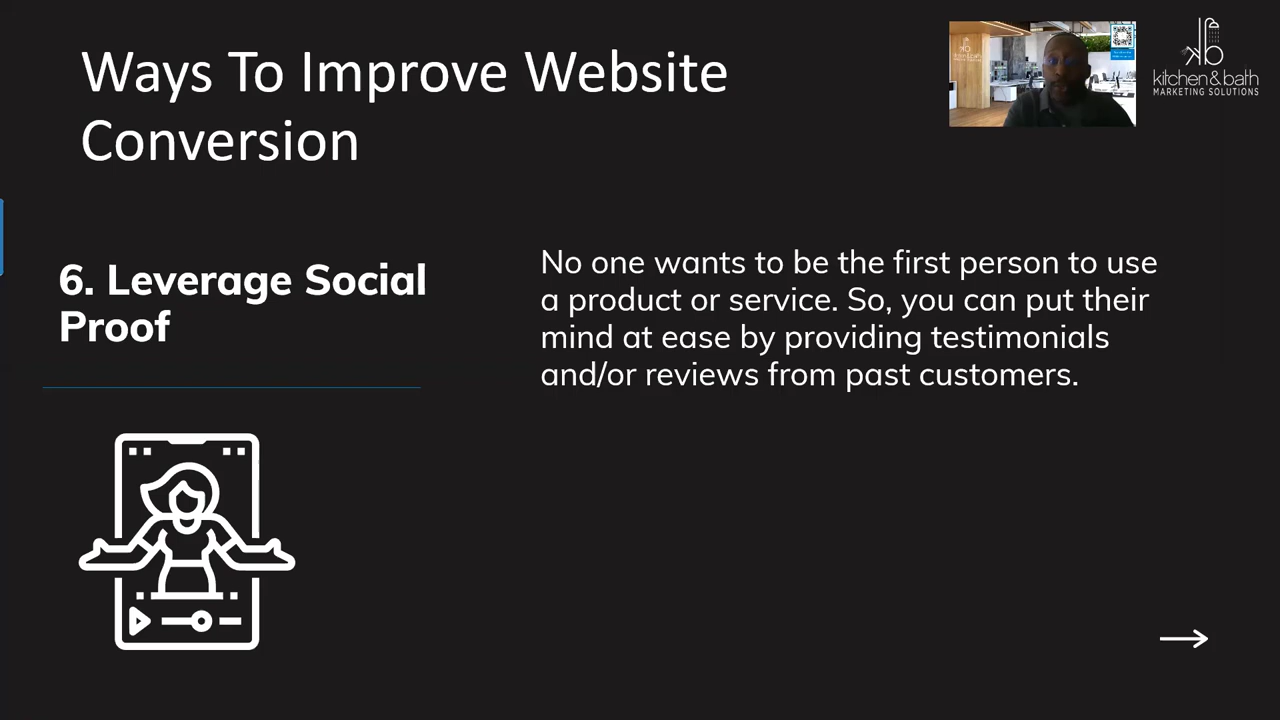 Ways To Improve Website
Conversion
kitchen & bath
MARKETING SOLUTIONS
6. Leverage Social
Proof
No one wants to be the first person to use
a product or service. So, you can put their
mind at ease by providing testimonials
and/or reviews from past customers.